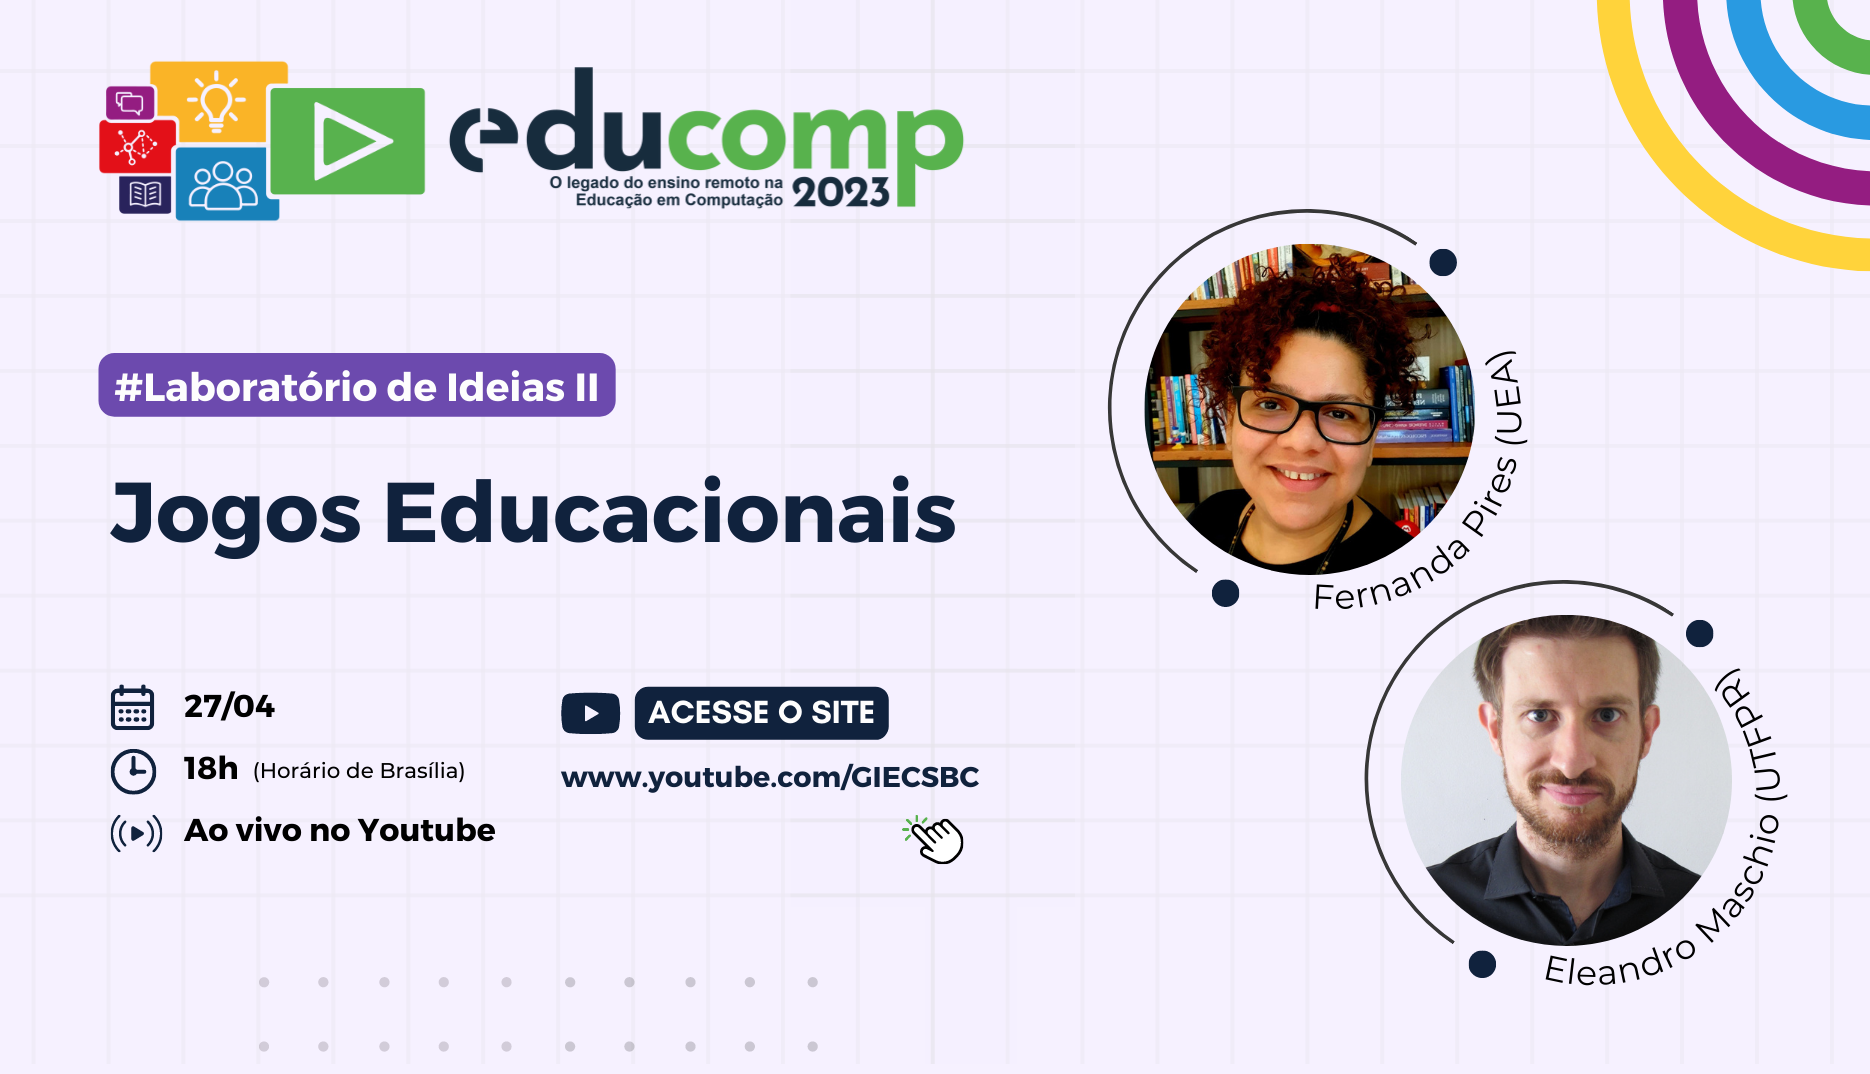 educomp
O legado do ensino remoto na
Educação em Computação
2023
#Laboratório de Ideias II
Jogos Educacionais
27/04
18h (Horário de Brasília)
Ao vivo no Youtube
ACESSE O SITE
www.youtube.com/GIECSBC
Fernanda Pires (UEA)
Eleandro Maschio (UTFPR)